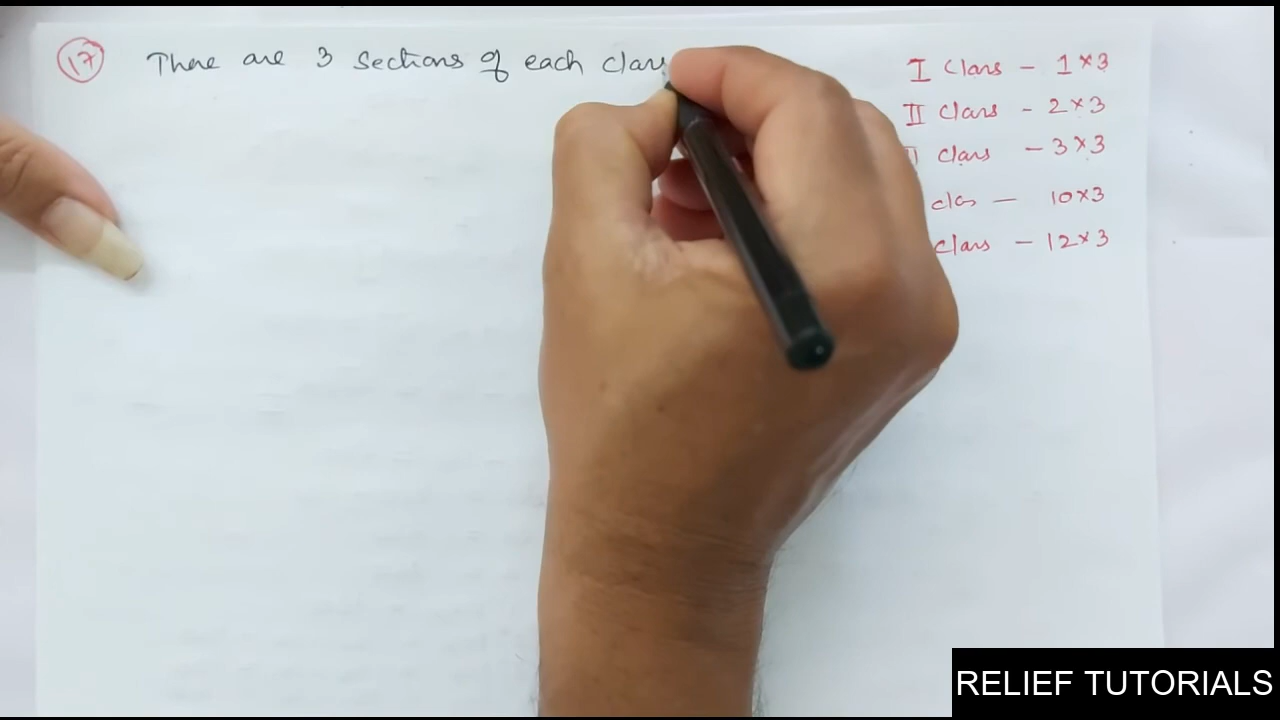 17 There are 3 sections of each class
I class - 1×3
II class - 2×3
class - 3×3
clas - 10×3
class - 12×3
RELIEF TUTORIALS